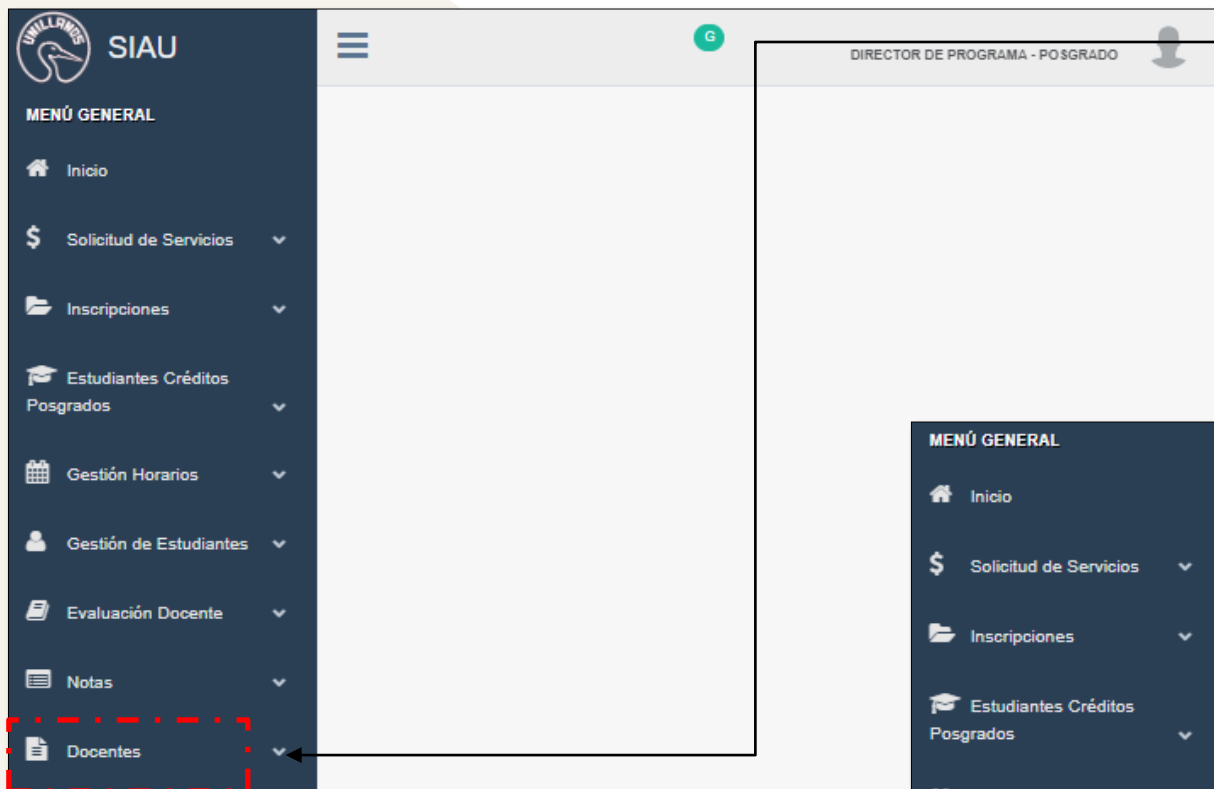 UNILLANOS
SIAU
G
DIRECTOR DE PROGRAMA - POSGRADO
MENÚ GENERAL
Inicio
Solicitud de Servicios
Inscripciones
Estudiantes Créditos
Posgrados
Gestión Horarios
Gestión de Estudiantes
Evaluación Docente
Notas
Docentes
MENÚ GENERAL
Inicio
Solicitud de Servicios
Inscripciones
Estudiantes Créditos
Posgrados